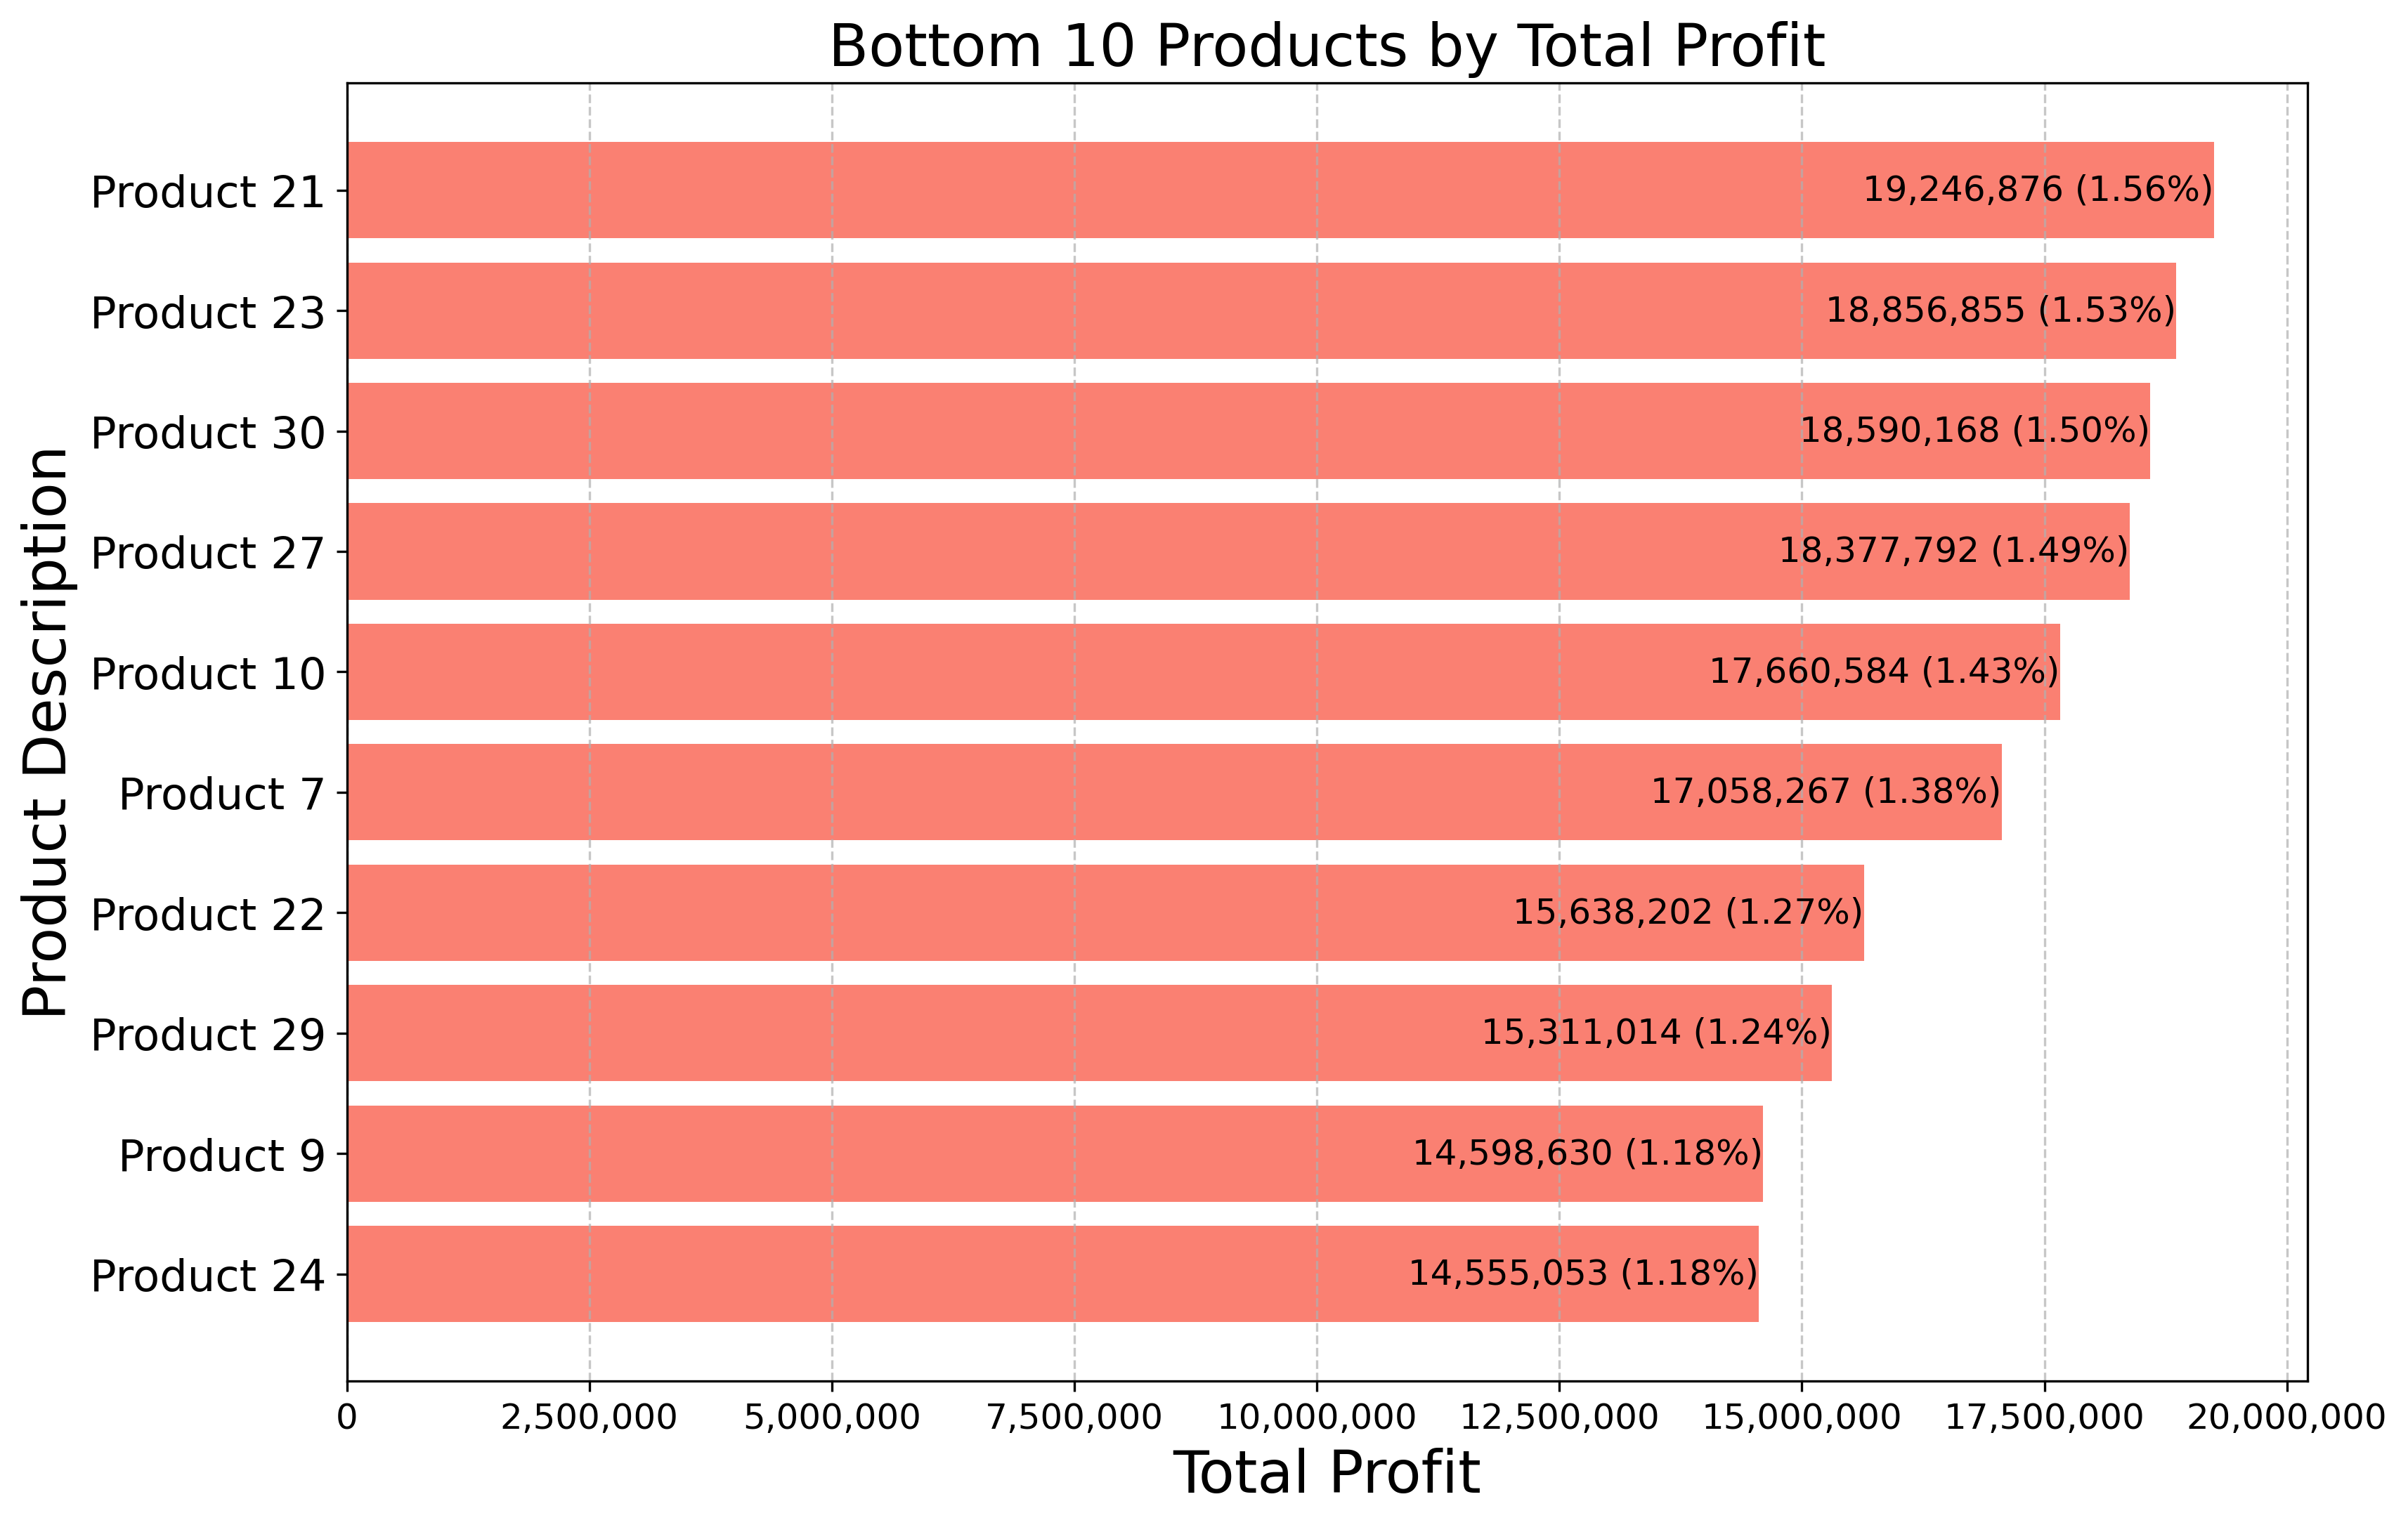 Bottom 10 Products by Total Profit
Product Description
Product 21
19,246,876 (1.56%)
Product 23
18,856,855 (1.53%)
Product 30
18,590,168 (1.50%)
Product 27
18,377,792 (1.49%)
Product 10
17,660,584 (1.43%)
Product 7
17,058,267 (1.38%)
Product 22
15,638,202 (1.27%)
Product 29
15,311,014 (1.24%)
Product 9
14,598,630 (1.18%)
Product 24
14,555,053 (1.18%)
0 2,500,000 5,000,000 7,500,000 10,000,000 12,500,000 15,000,000 17,500,000 20,000,000
Total Profit